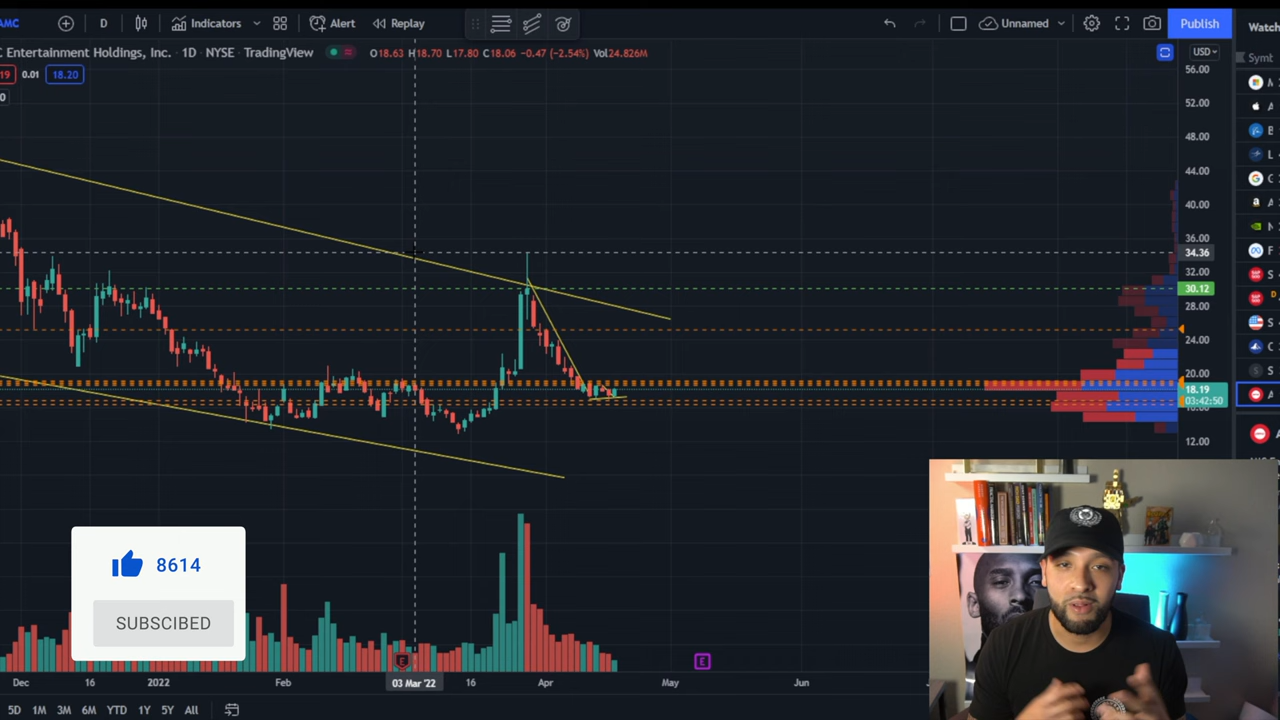 AMC D Indicators Alert Replay Unnamed Publish Watch
C Entertainment Holdings, Inc. · 1D · NYSE · TradingView O18.63 H18.70 L17.80 C18.06 -0.47 (-2.54%) Vol24.826M USD
Symb
19 0.01 18.20
0
56.00
52.00
48.00
44.00
40.00
36.00
34.36
32.00
30.12
28.00
24.00
20.00
18.19
03:42:50
16.00
12.00
8614
SUBSCIBED
E E
Dec 16 2022 Feb 03 Mar '22 16 Apr May Jun
5D 1M 3M 6M YTD 1Y 5Y All